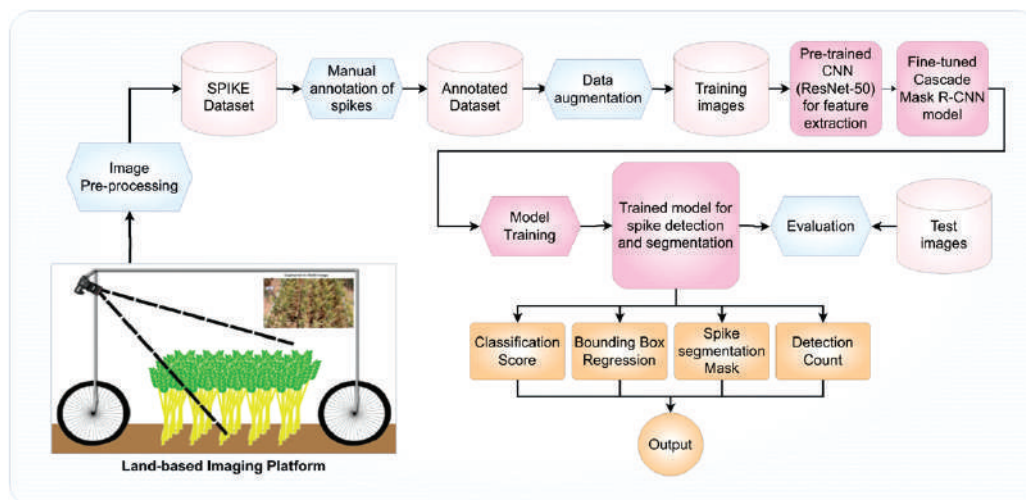 SPIKE
Dataset
Manual
annotation of
spikes
Annotated
Dataset
Data
augmentation
Training
images
Pre-trained
CNN
(ResNet-50)
for feature
extraction
Fine-tuned
Cascade
Mask R-CNN
model
Image
Pre-processing
Model
Training
Trained model for
spike detection
and segmentation
Evaluation
Test
images
Classification
Score
Bounding Box
Regression
Spike
segmentation
Mask
Detection
Count
Output
Land-based Imaging Platform